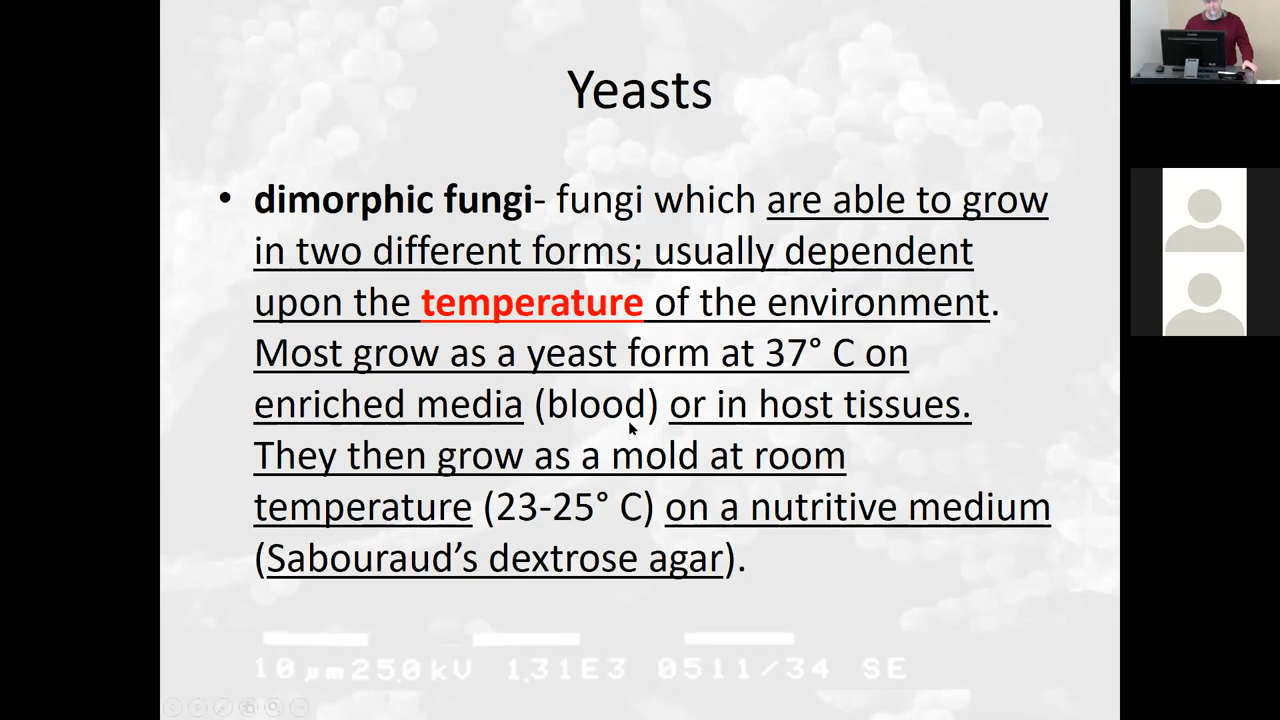 Yeasts
• dimorphic fungi- fungi which are able to grow
in two different forms; usually dependent
upon the temperature of the environment.
Most grow as a yeast form at 37° C on
enriched media (blood) or in host tissues.
They then grow as a mold at room
temperature (23-25° C) on a nutritive medium
(Sabouraud’s dextrose agar).
10µm25.0kV 1.31E3 0511/34 SE